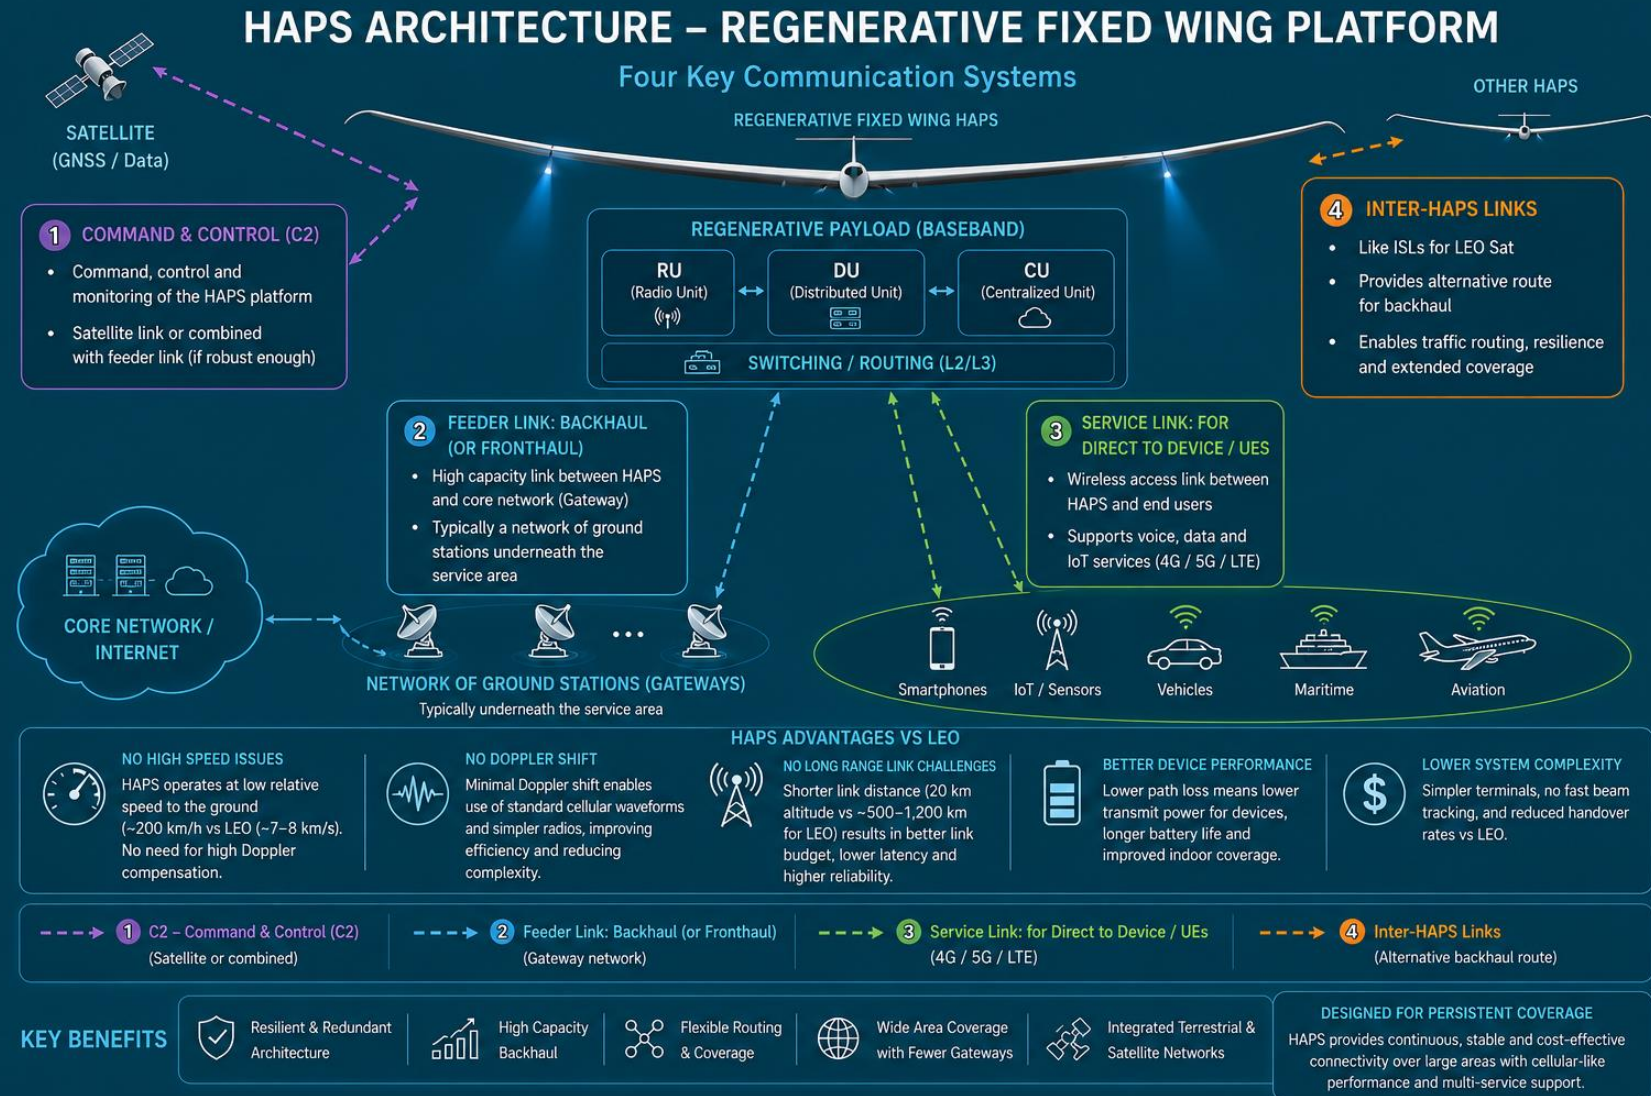 HAPS ARCHITECTURE – REGENERATIVE FIXED WING PLATFORM
Four Key Communication Systems
SATELLITE
(GNSS / Data)
REGENERATIVE FIXED WING HAPS
OTHER HAPS
1 COMMAND & CONTROL (C2)
• Command, control and
monitoring of the HAPS platform
• Satellite link or combined
with feeder link (if robust enough)
REGENERATIVE PAYLOAD (BASEBAND)
RU
(Radio Unit)
DU
(Distributed Unit)
CU
(Centralized Unit)
SWITCHING / ROUTING (L2/L3)
4 INTER-HAPS LINKS
• Like ISLs for LEO Sat
• Provides alternative route
for backhaul
• Enables traffic routing, resilience
and extended coverage
2 FEEDER LINK: BACKHAUL
(OR FRONTHAUL)
• High capacity link between HAPS
and core network (Gateway)
• Typically a network of ground
stations underneath the
service area
3 SERVICE LINK: FOR
DIRECT TO DEVICE / UES
• Wireless access link between
HAPS and end users
• Supports voice, data and
IoT services (4G / 5G / LTE)
CORE NETWORK /
INTERNET
NETWORK OF GROUND STATIONS (GATEWAYS)
Typically underneath the service area
Smartphones
IoT / Sensors
Vehicles
Maritime
Aviation
HAPS ADVANTAGES VS LEO
NO HIGH SPEED ISSUES
HAPS operates at low relative
speed to the ground
(~200 km/h vs LEO (~7–8 km/s).
No need for high Doppler
compensation.
NO DOPPLER SHIFT
Minimal Doppler shift enables
use of standard cellular waveforms
and simpler radios, improving
efficiency and reducing
complexity.
NO LONG RANGE LINK CHALLENGES
Shorter link distance (20 km
altitude vs ~500–1,200 km
for LEO) results in better link
budget, lower latency and
higher reliability.
BETTER DEVICE PERFORMANCE
Lower path loss means lower
transmit power for devices,
longer battery life and
improved indoor coverage.
$
LOWER SYSTEM COMPLEXITY
Simpler terminals, no fast beam
tracking, and reduced handover
rates vs LEO.
1 C2 – Command & Control (C2)
(Satellite or combined)
2 Feeder Link: Backhaul (or Fronthaul)
(Gateway network)
3 Service Link: for Direct to Device / UEs
(4G / 5G / LTE)
4 Inter-HAPS Links
(Alternative backhaul route)
KEY BENEFITS
Resilient & Redundant
Architecture
High Capacity
Backhaul
Flexible Routing
& Coverage
Wide Area Coverage
with Fewer Gateways
Integrated Terrestrial &
Satellite Networks
DESIGNED FOR PERSISTENT COVERAGE
HAPS provides continuous, stable and cost-effective
connectivity over large areas with cellular-like
performance and multi-service support.